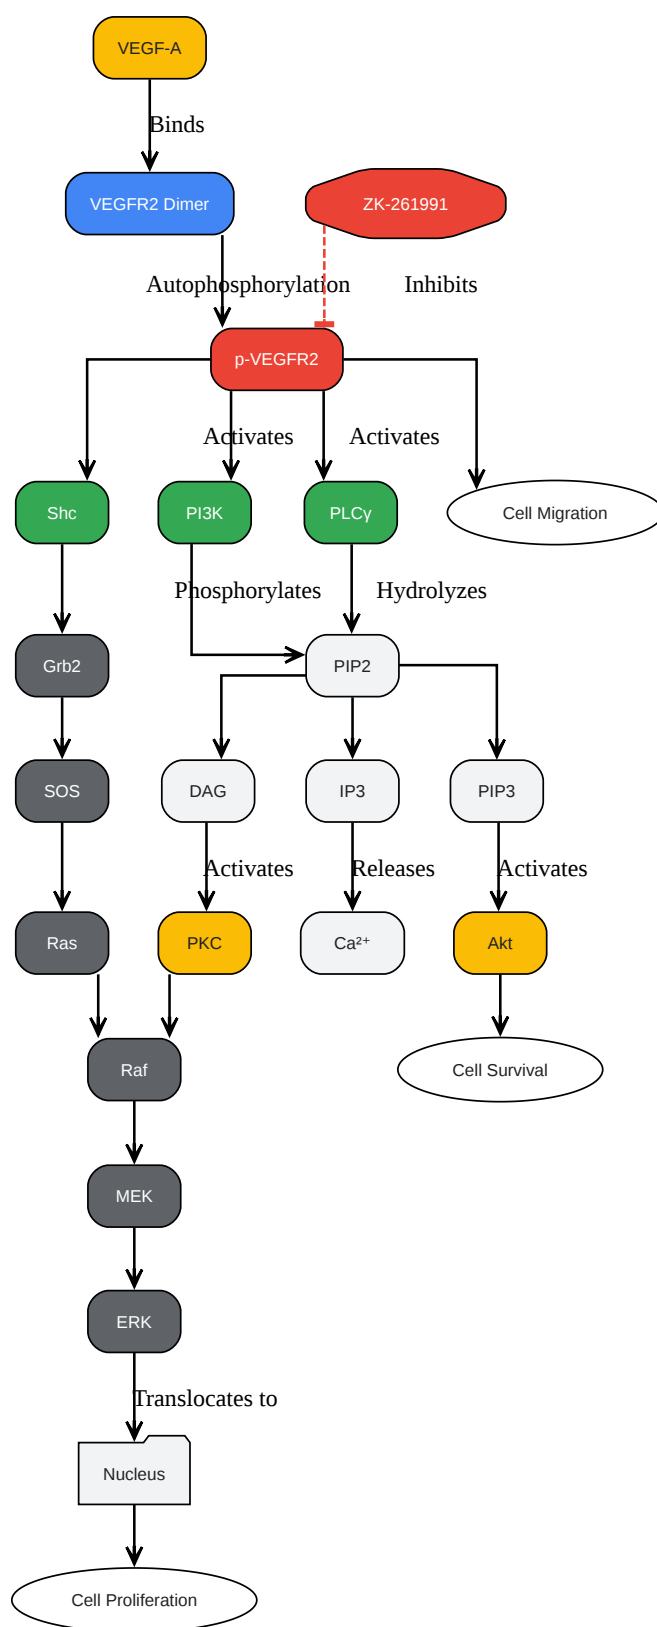 VEGF-A
Binds
VEGFR2 Dimer
ZK-261991
Autophosphorylation
Inhibits
p-VEGFR2
Activates
Activates
Shc
PI3K
PLCγ
Cell Migration
Phosphorylates
Hydrolyzes
Grb2
PIP2
SOS
DAG
IP3
PIP3
Activates
Releases
Activates
Ras
PKC
Ca²⁺
Akt
Raf
Cell Survival
MEK
ERK
Translocates to
Nucleus
Cell Proliferation